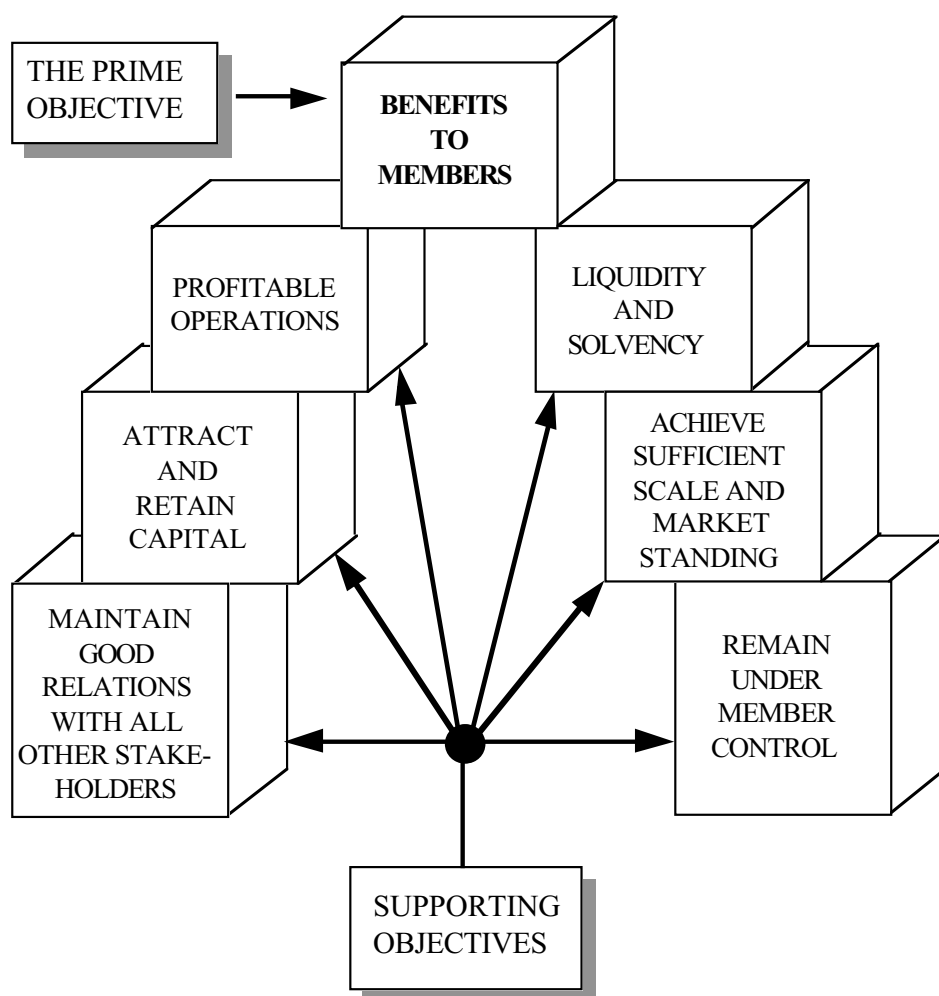 THE PRIME
OBJECTIVE
BENEFITS
TO
MEMBERS
PROFITABLE
OPERATIONS
LIQUIDITY
AND
SOLVENCY
ATTRACT
AND
RETAIN
CAPITAL
ACHIEVE
SUFFICIENT
SCALE AND
MARKET
STANDING
MAINTAIN
GOOD
RELATIONS
WITH ALL
OTHER STAKE-
HOLDERS
REMAIN
UNDER
MEMBER
CONTROL
SUPPORTING
OBJECTIVES